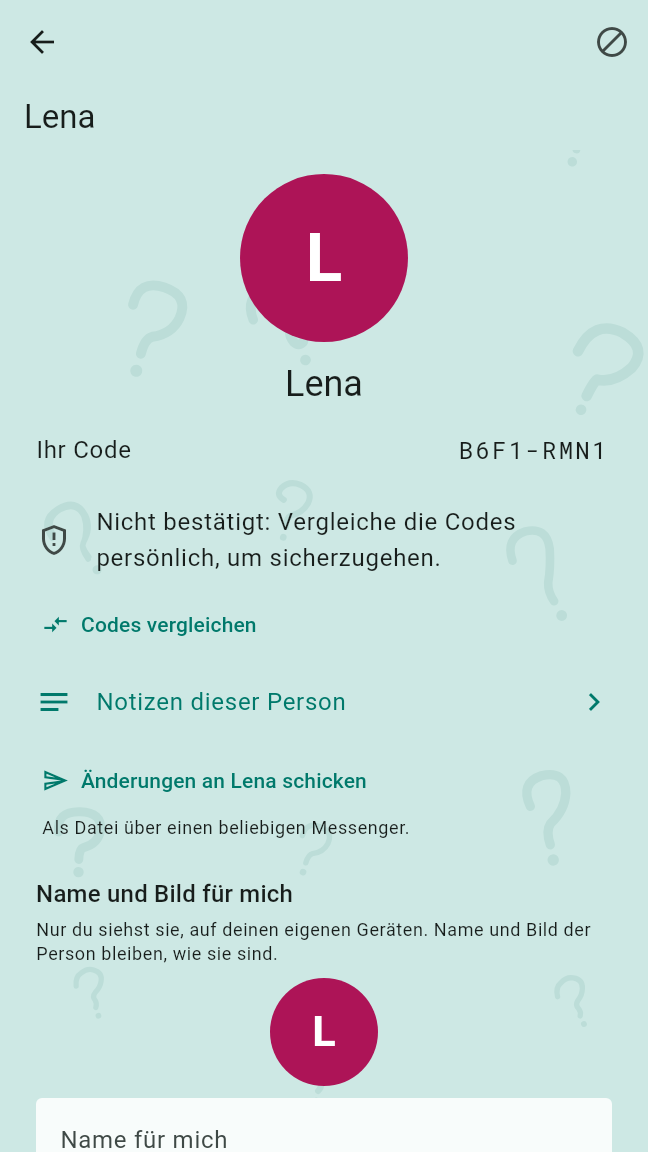 Lena
L
Lena
Ihr Code
B6F1-RMN1
Nicht bestätigt: Vergleiche die Codes
persönlich, um sicherzugehen.
Codes vergleichen
Notizen dieser Person
Änderungen an Lena schicken
Als Datei über einen beliebigen Messenger.
Name und Bild für mich
Nur du siehst sie, auf deinen eigenen Geräten. Name und Bild der
Person bleiben, wie sie sind.
L
Name für mich